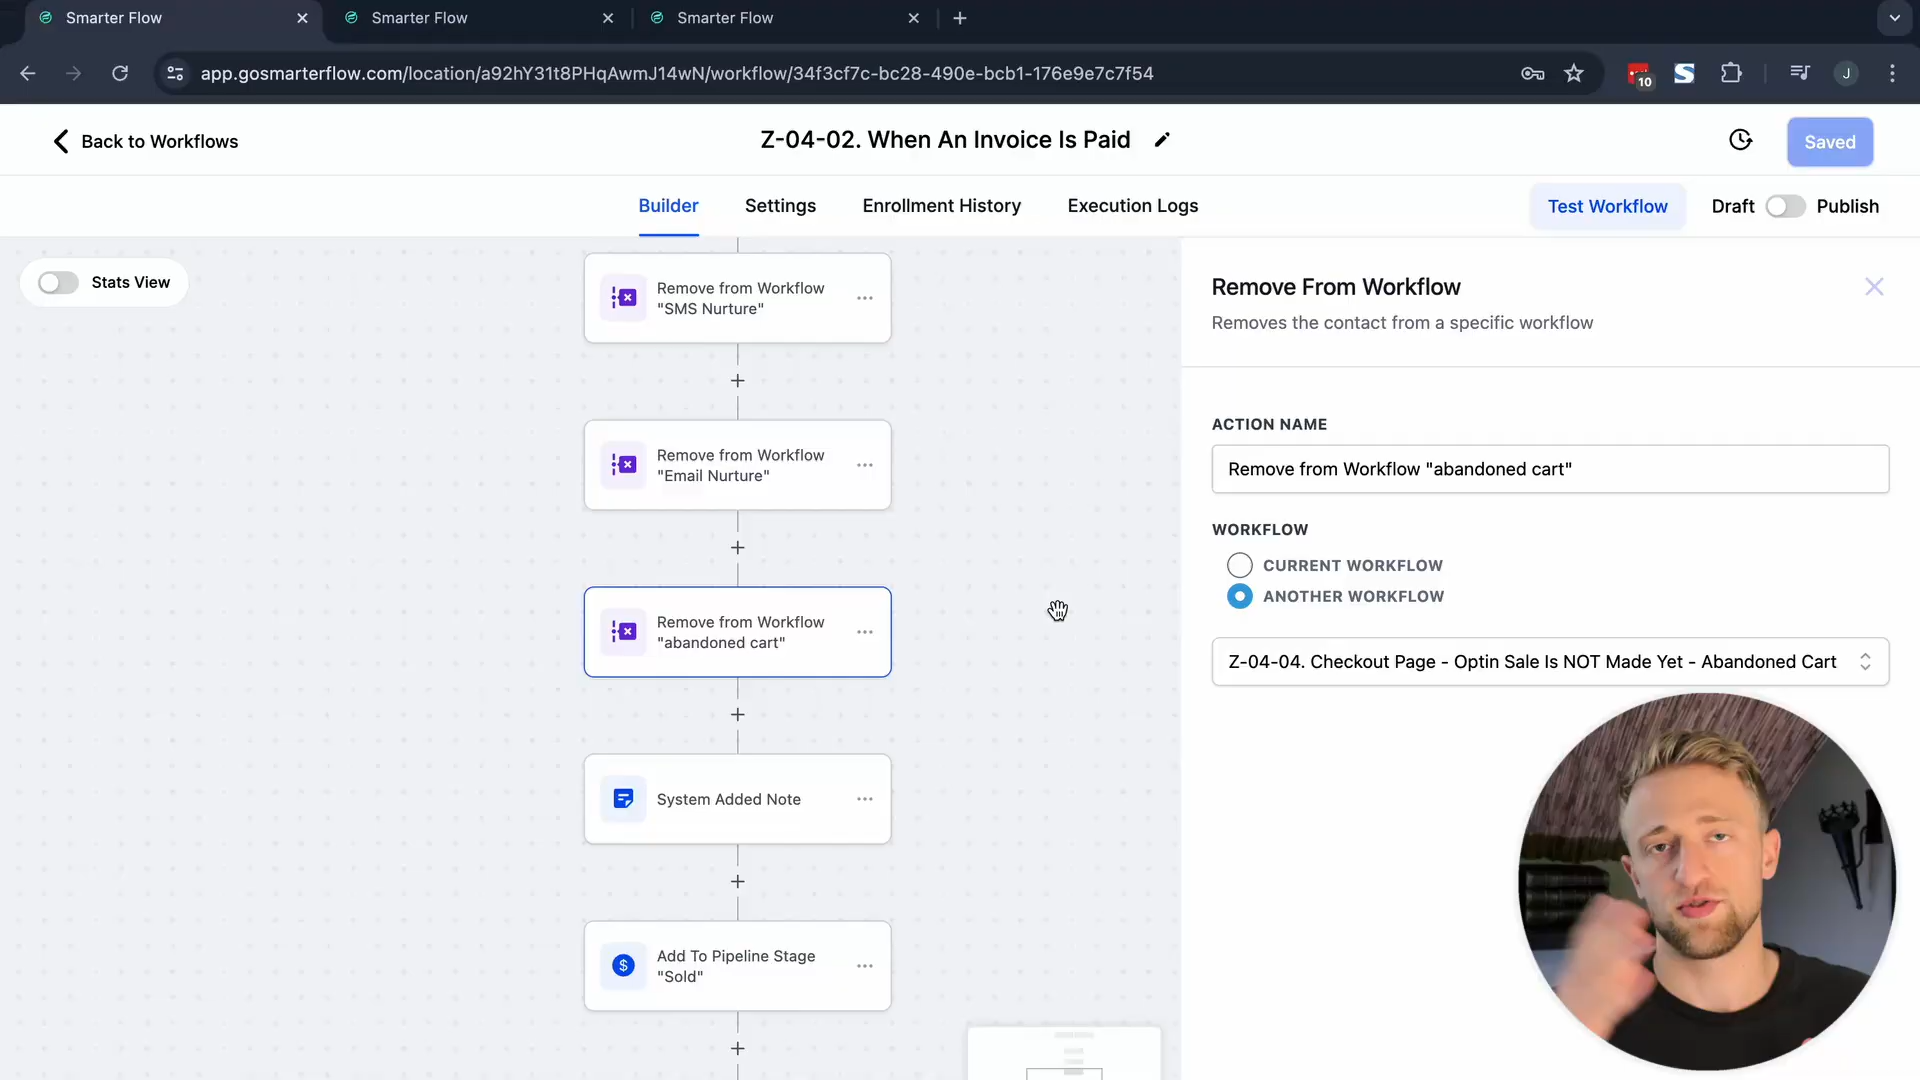 Smarter Flow
Smarter Flow
Smarter Flow
app.gosmarterflow.com/location/a92hY31t8PHqAwmJ14wN/workflow/34f3cf7c-bc28-490e-bcb1-176e9e7c7f54
10
J
Back to Workflows
Z-04-02. When An Invoice Is Paid
Saved
Builder
Settings
Enrollment History
Execution Logs
Test Workflow
Draft
Publish
Stats View
Remove from Workflow
"SMS Nurture"
Remove from Workflow
"Email Nurture"
Remove from Workflow
"abandoned cart"
System Added Note
Add To Pipeline Stage
"Sold"
Remove From Workflow
Removes the contact from a specific workflow
ACTION NAME
Remove from Workflow "abandoned cart"
WORKFLOW
CURRENT WORKFLOW
ANOTHER WORKFLOW
Z-04-04. Checkout Page - Optin Sale Is NOT Made Yet - Abandoned Cart